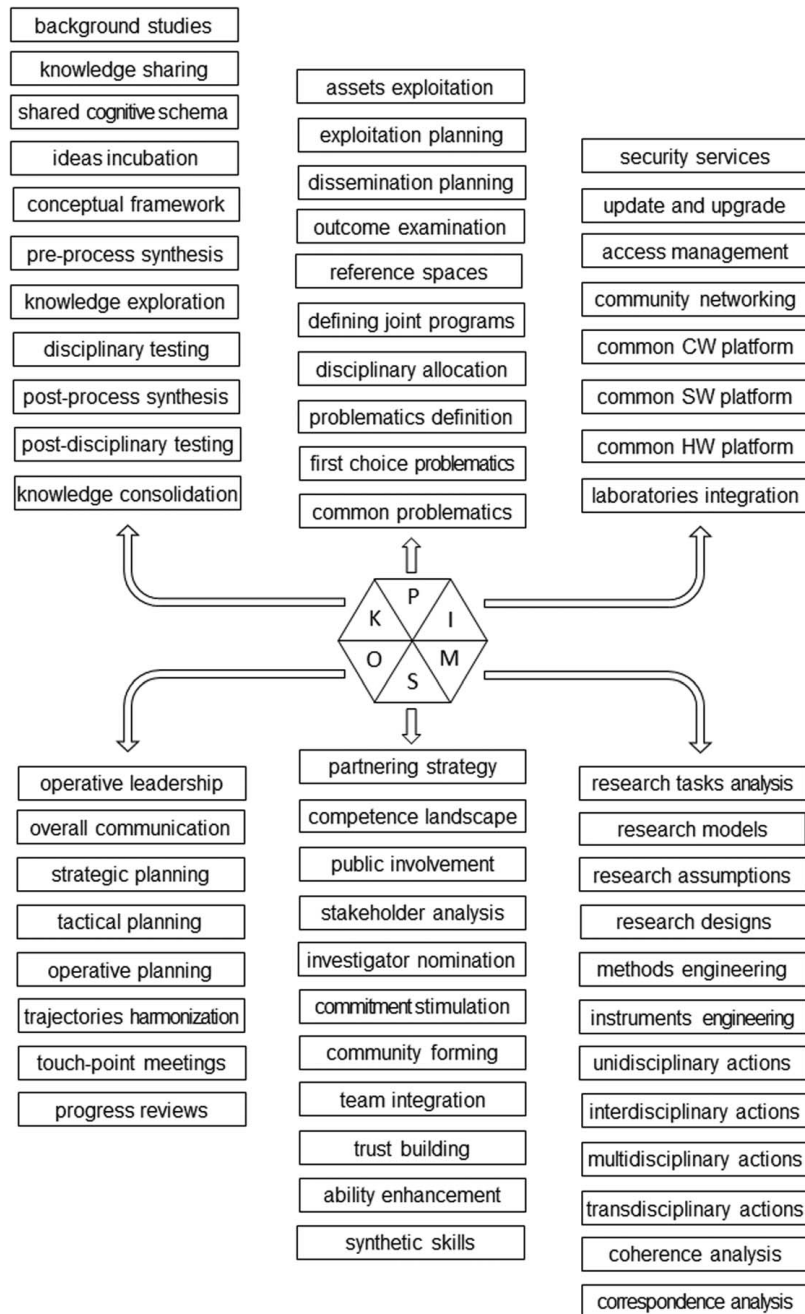 background studies
knowledge sharing
shared cognitive schema
ideas incubation
conceptual framework
pre-process synthesis
knowledge exploration
disciplinary testing
post-process synthesis
post-disciplinary testing
knowledge consolidation
assets exploitation
exploitation planning
dissemination planning
outcome examination
reference spaces
defining joint programs
disciplinary allocation
problematics definition
first choice problematics
common problematics
security services
update and upgrade
access management
community networking
common CW platform
common SW platform
common HW platform
laboratories integration
K
P
I
O
S
M
operative leadership
overall communication
strategic planning
tactical planning
operative planning
trajectories harmonization
touch-point meetings
progress reviews
partnering strategy
competence landscape
public involvement
stakeholder analysis
investigator nomination
commitment stimulation
community forming
team integration
trust building
ability enhancement
synthetic skills
research tasks analysis
research models
research assumptions
research designs
methods engineering
instruments engineering
unidisciplinary actions
interdisciplinary actions
multidisciplinary actions
transdisciplinary actions
coherence analysis
correspondence analysis